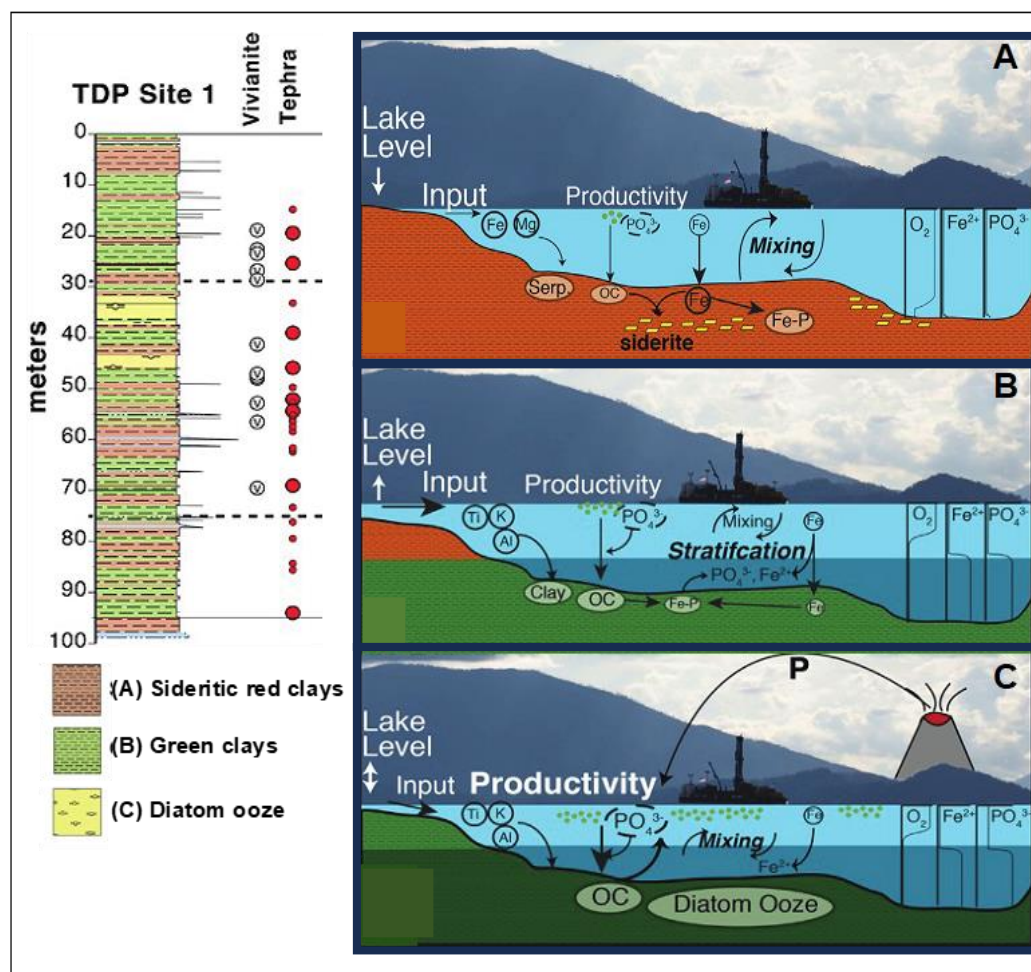 TDP Site 1
Vivianite
Tephra
0
10
20
30
40
50
60
70
80
90
100
meters
V
V
V
V
V
V
V
V
V
V
V
(A) Sideritic red clays
(B) Green clays
(C) Diatom ooze
A
Lake
Level
Input
Productivity
Fe
Mg
PO₄³⁻
Fe
Mixing
O₂
Fe²⁺
PO₄³⁻
Serp.
OC
Fe
Fe-P
siderite
B
Lake
Level
Input
Productivity
Ti
K
Al
PO₄³⁻
Mixing
Fe
Stratifcation
PO₄³⁻, Fe²⁺
O₂
Fe²⁺
PO₄³⁻
Clay
OC
Fe-P
P
C
Lake
Level
Input
Productivity
Ti
K
Al
PO₄³⁻
Mixing
Fe
Fe²⁺
O₂
Fe²⁺
PO₄³⁻
OC
Diatom Ooze